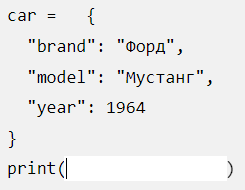 car =   {
  "brand": "Форд",
  "model": "Мустанг",
  "year": 1964
}
print(                )